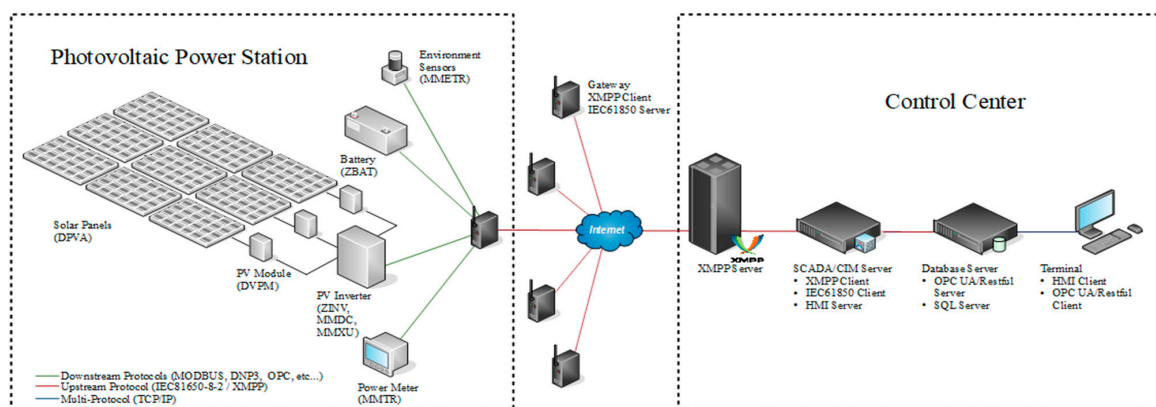 Photovoltaic Power Station
Environment
Sensors
(MMETR)
Battery
(ZBAT)
Solar Panels
(DPVA)
PV Module
(DVPM)
PV Inverter
(ZINV,
MMDC,
MMXU)
Power Meter
(MMTR)
Downstream Protocols (MODBUS, DNP3, OPC, etc...)
Upstream Protocol (IEC81650-8-2 / XMPP)
Multi-Protocol (TCP/IP)
Gateway
XMPP Client
IEC61850 Server
Internet
Control Center
XMPP
XMPP Server
SCADA/CIM Server
• XMPP Client
• IEC61850 Client
• HMI Server
Database Server
• OPC UA/Restful
Server
• SQL Server
Terminal
• HMI Client
• OPC UA/Restful
Client